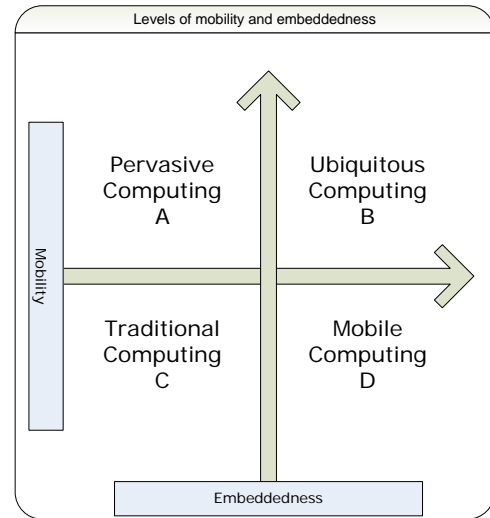 Levels of mobility and embeddedness
Pervasive
Computing
A
Ubiquitous
Computing
B
Mobility
Traditional
Computing
C
Mobile
Computing
D
Embeddedness